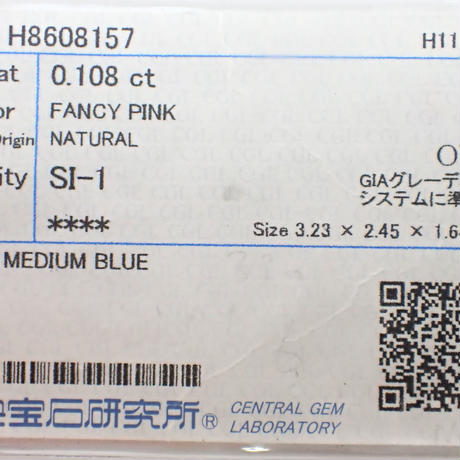 H8608157 H11
at 0.108 ct
or FANCY PINK
Origin NATURAL
ity SI-1
GIAグレーデ
システムに準
**** Size 3.23 × 2.45 × 1.6
MEDIUM BLUE
宝石研究所® CENTRAL GEM
LABORATORY